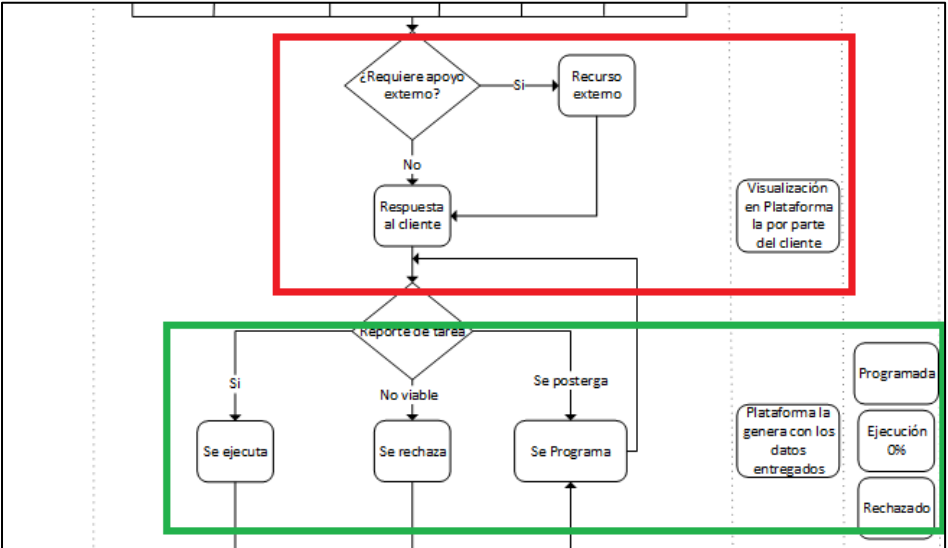 ¿Requiere apoyo
externo?
Si
Recurso
externo
No
Respuesta
al cliente
Visualización
en Plataforma
la por parte
del cliente
Reporte de tarea
Si
No viable
Se posterga
Se ejecuta
Se rechaza
Se Programa
Plataforma la
genera con los
datos
entregados
Programada
Ejecución
0%
Rechazado